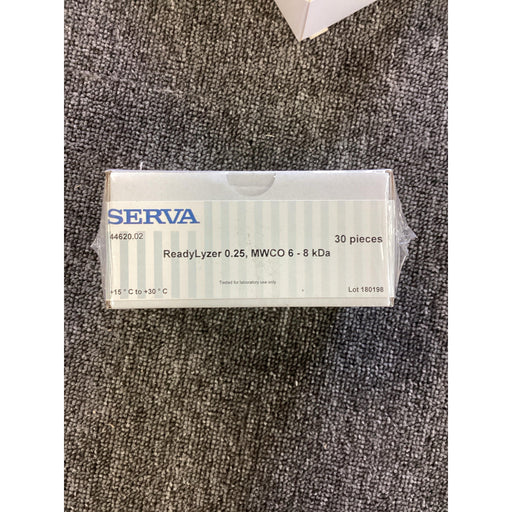 SERVA
44620.02
30 pieces
ReadyLyzer 0.25, MWCO 6 - 8 kDa
Tested for laboratory use only
+15 ° C to +30 ° C
Lot 180198